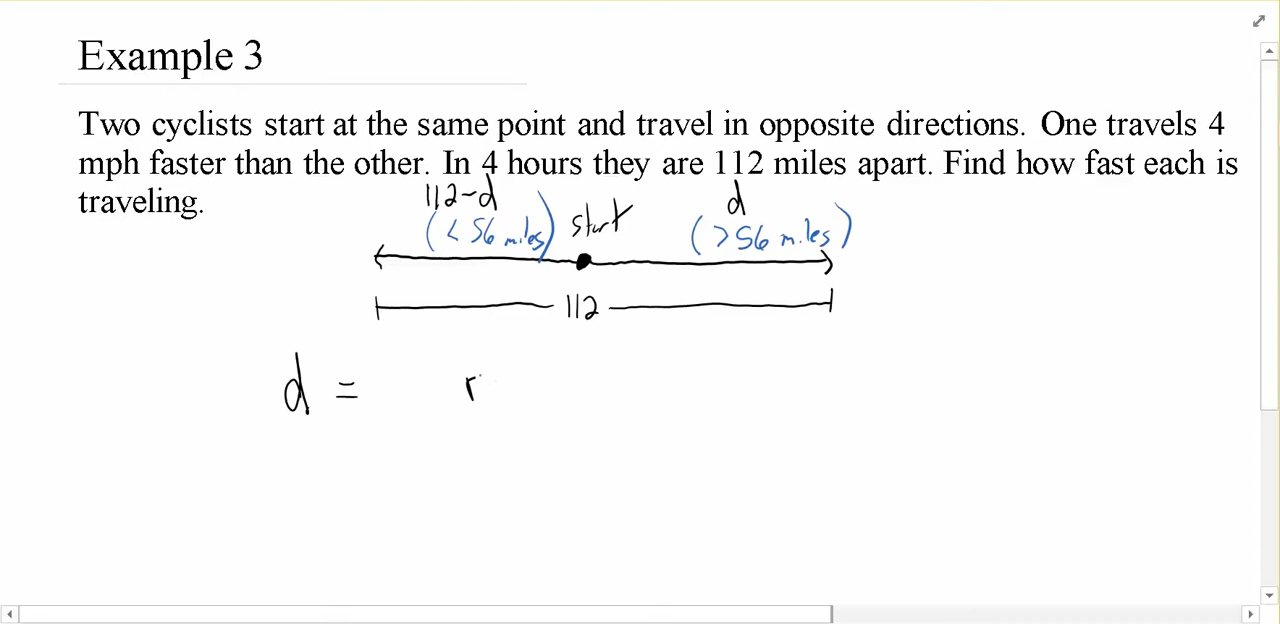 Example 3
Two cyclists start at the same point and travel in opposite directions. One travels 4
mph faster than the other. In 4 hours they are 112 miles apart. Find how fast each is
traveling.
112-d d
(<56 miles) start (>56 miles)
112
d = r